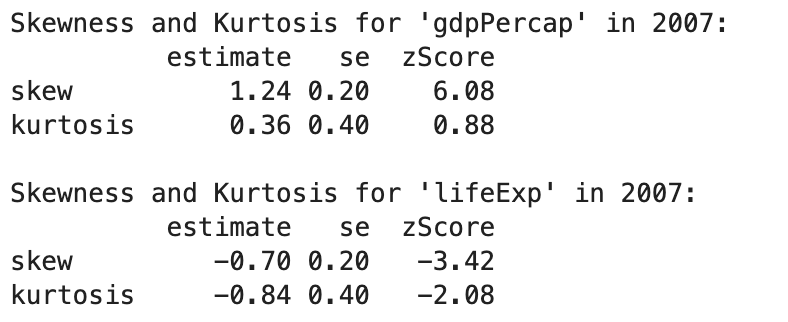 Skewness and Kurtosis for 'gdpPercap' in 2007:
estimate se zScore
skew 1.24 0.20 6.08
kurtosis 0.36 0.40 0.88
Skewness and Kurtosis for 'lifeExp' in 2007:
estimate se zScore
skew −0.70 0.20 −3.42
kurtosis −0.84 0.40 −2.08